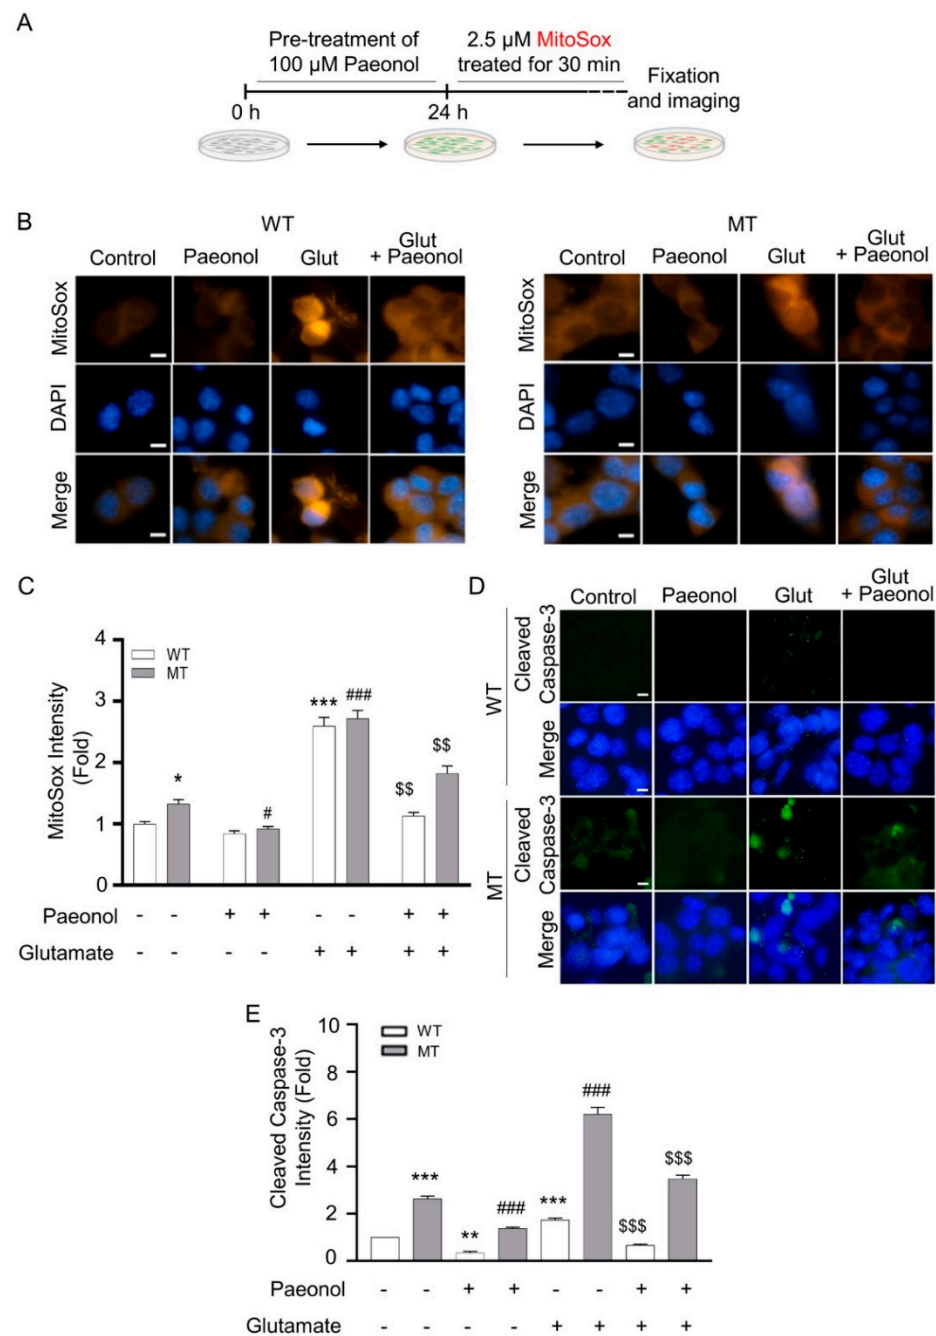 A
Pre-treatment of
100 µM Paeonol
2.5 µM MitoSox
treated for 30 min
Fixation
and imaging
0 h
24 h
B
WT
Control
Paeonol
Glut
Glut
+ Paeonol
MitoSox
DAPI
Merge
MT
Control
Paeonol
Glut
Glut
+ Paeonol
MitoSox
DAPI
Merge
C
MitoSox Intensity
(Fold)
4
3
2
1
0
WT
MT
*
#
***
###
$$
$$
Paeonol - - + + - - + +
Glutamate - - - - + + + +
D
Control
Paeonol
Glut
Glut
+ Paeonol
WT
Cleaved
Caspase-3
Merge
MT
Cleaved
Caspase-3
Merge
E
Cleaved Caspase-3
Intensity (Fold)
10
8
6
4
2
0
WT
MT
***
**
###
***
###
$$$
$$$
Paeonol - - + + - - + +
Glutamate - - - - + + + +